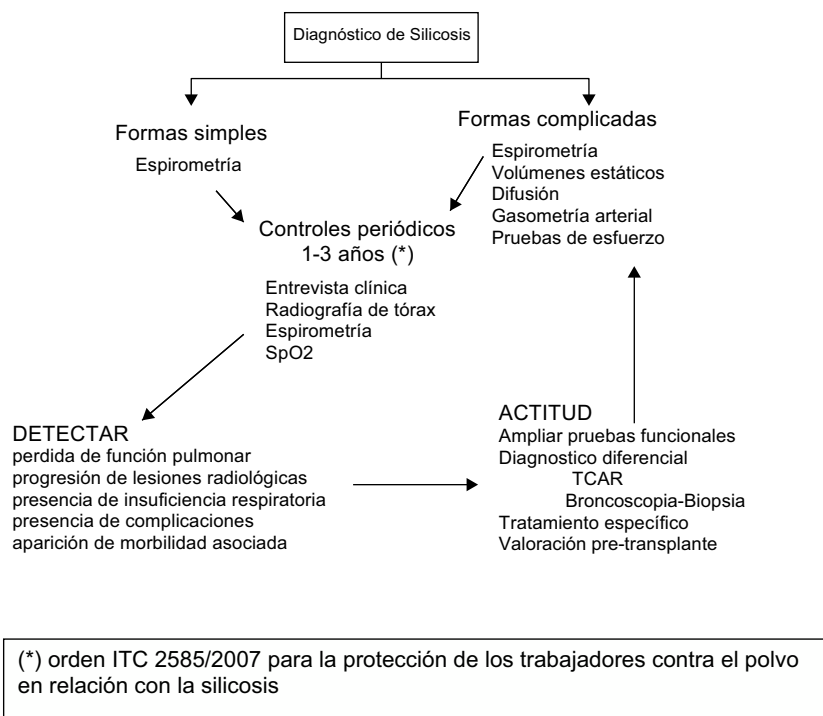 Diagnóstico de Silicosis
Formas simples
Espirometría
Formas complicadas
Espirometría
Volúmenes estáticos
Difusión
Gasometría arterial
Pruebas de esfuerzo
Controles periódicos
1-3 años (*)
Entrevista clínica
Radiografía de tórax
Espirometría
SpO2
DETECTAR
perdida de función pulmonar
progresión de lesiones radiológicas
presencia de insuficiencia respiratoria
presencia de complicaciones
aparición de morbilidad asociada
ACTITUD
Ampliar pruebas funcionales
Diagnostico diferencial
TCAR
Broncoscopia-Biopsia
Tratamiento específico
Valoración pre-transplante
(*) orden ITC 2585/2007 para la protección de los trabajadores contra el polvo
en relación con la silicosis